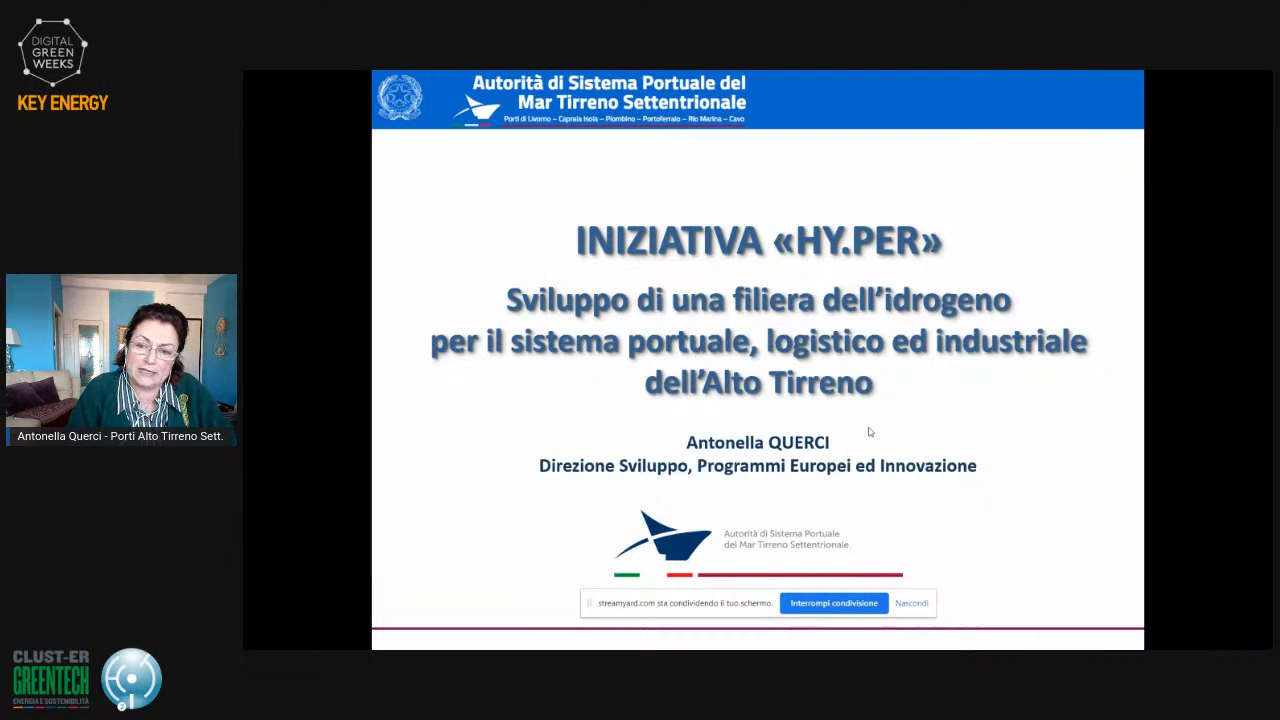 DIGITAL
GREEN
WEEKS
KEY ENERGY
Autorità di Sistema Portuale del
Mar Tirreno Settentrionale
Porti di Livorno – Capraia Isola – Piombino – Portoferraio – Rio Marina – Cavo
INIZIATIVA «HY.PER»
Sviluppo di una filiera dell'idrogeno
per il sistema portuale, logistico ed industriale
dell'Alto Tirreno
Antonella QUERCI
Direzione Sviluppo, Programmi Europei ed Innovazione
Autorità di Sistema Portuale
del Mar Tirreno Settentrionale
streamyard.com sta condividendo il tuo schermo. Interrompi condivisione Nascondi
Antonella Querci - Porti Alto Tirreno Sett.
CLUST-ER
GREENTECH
ENERGIA E SOSTENIBILITÀ
2